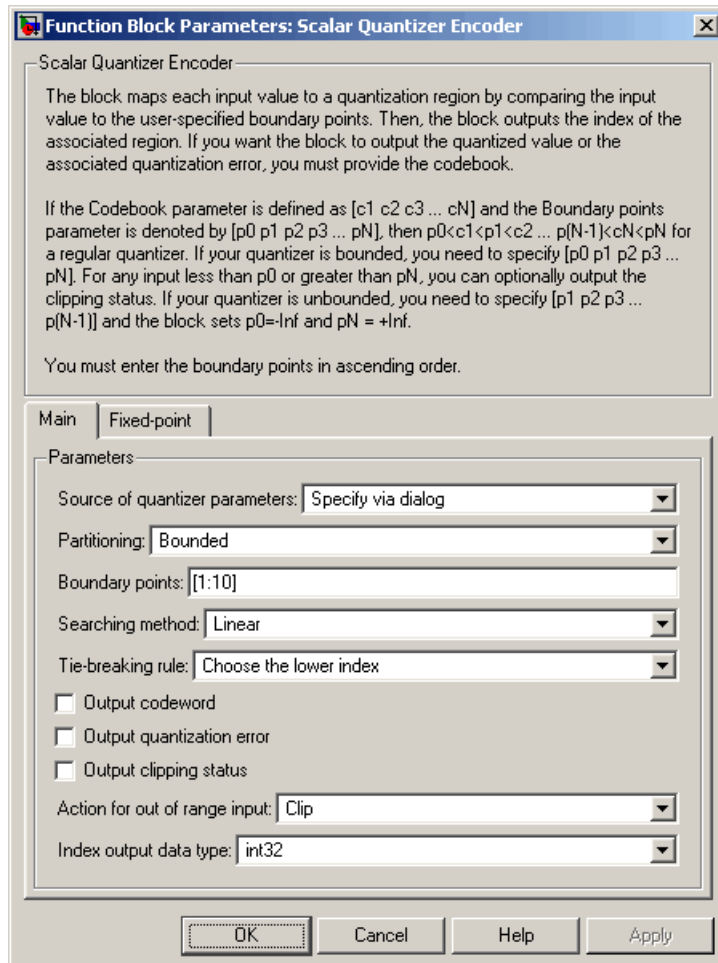 Function Block Parameters: Scalar Quantizer Encoder
Scalar Quantizer Encoder
The block maps each input value to a quantization region by comparing the input
value to the user-specified boundary points. Then, the block outputs the index of the
associated region. If you want the block to output the quantized value or the
associated quantization error, you must provide the codebook.
If the Codebook parameter is defined as [c1 c2 c3 ... cN] and the Boundary points
parameter is denoted by [p0 p1 p2 p3 ... pN], then p0<c1<p1<c2 ... p(N-1)<cN<pN for
a regular quantizer. If your quantizer is bounded, you need to specify [p0 p1 p2 p3 ...
pN]. For any input less than p0 or greater than pN, you can optionally output the
clipping status. If your quantizer is unbounded, you need to specify [p1 p2 p3 ...
p(N-1)] and the block sets p0=-Inf and pN = +Inf.
You must enter the boundary points in ascending order.
Main Fixed-point
Parameters
Source of quantizer parameters: Specify via dialog
Partitioning: Bounded
Boundary points: [1:10]
Searching method: Linear
Tie-breaking rule: Choose the lower index
Output codeword
Output quantization error
Output clipping status
Action for out of range input: Clip
Index output data type: int32
OK Cancel Help Apply